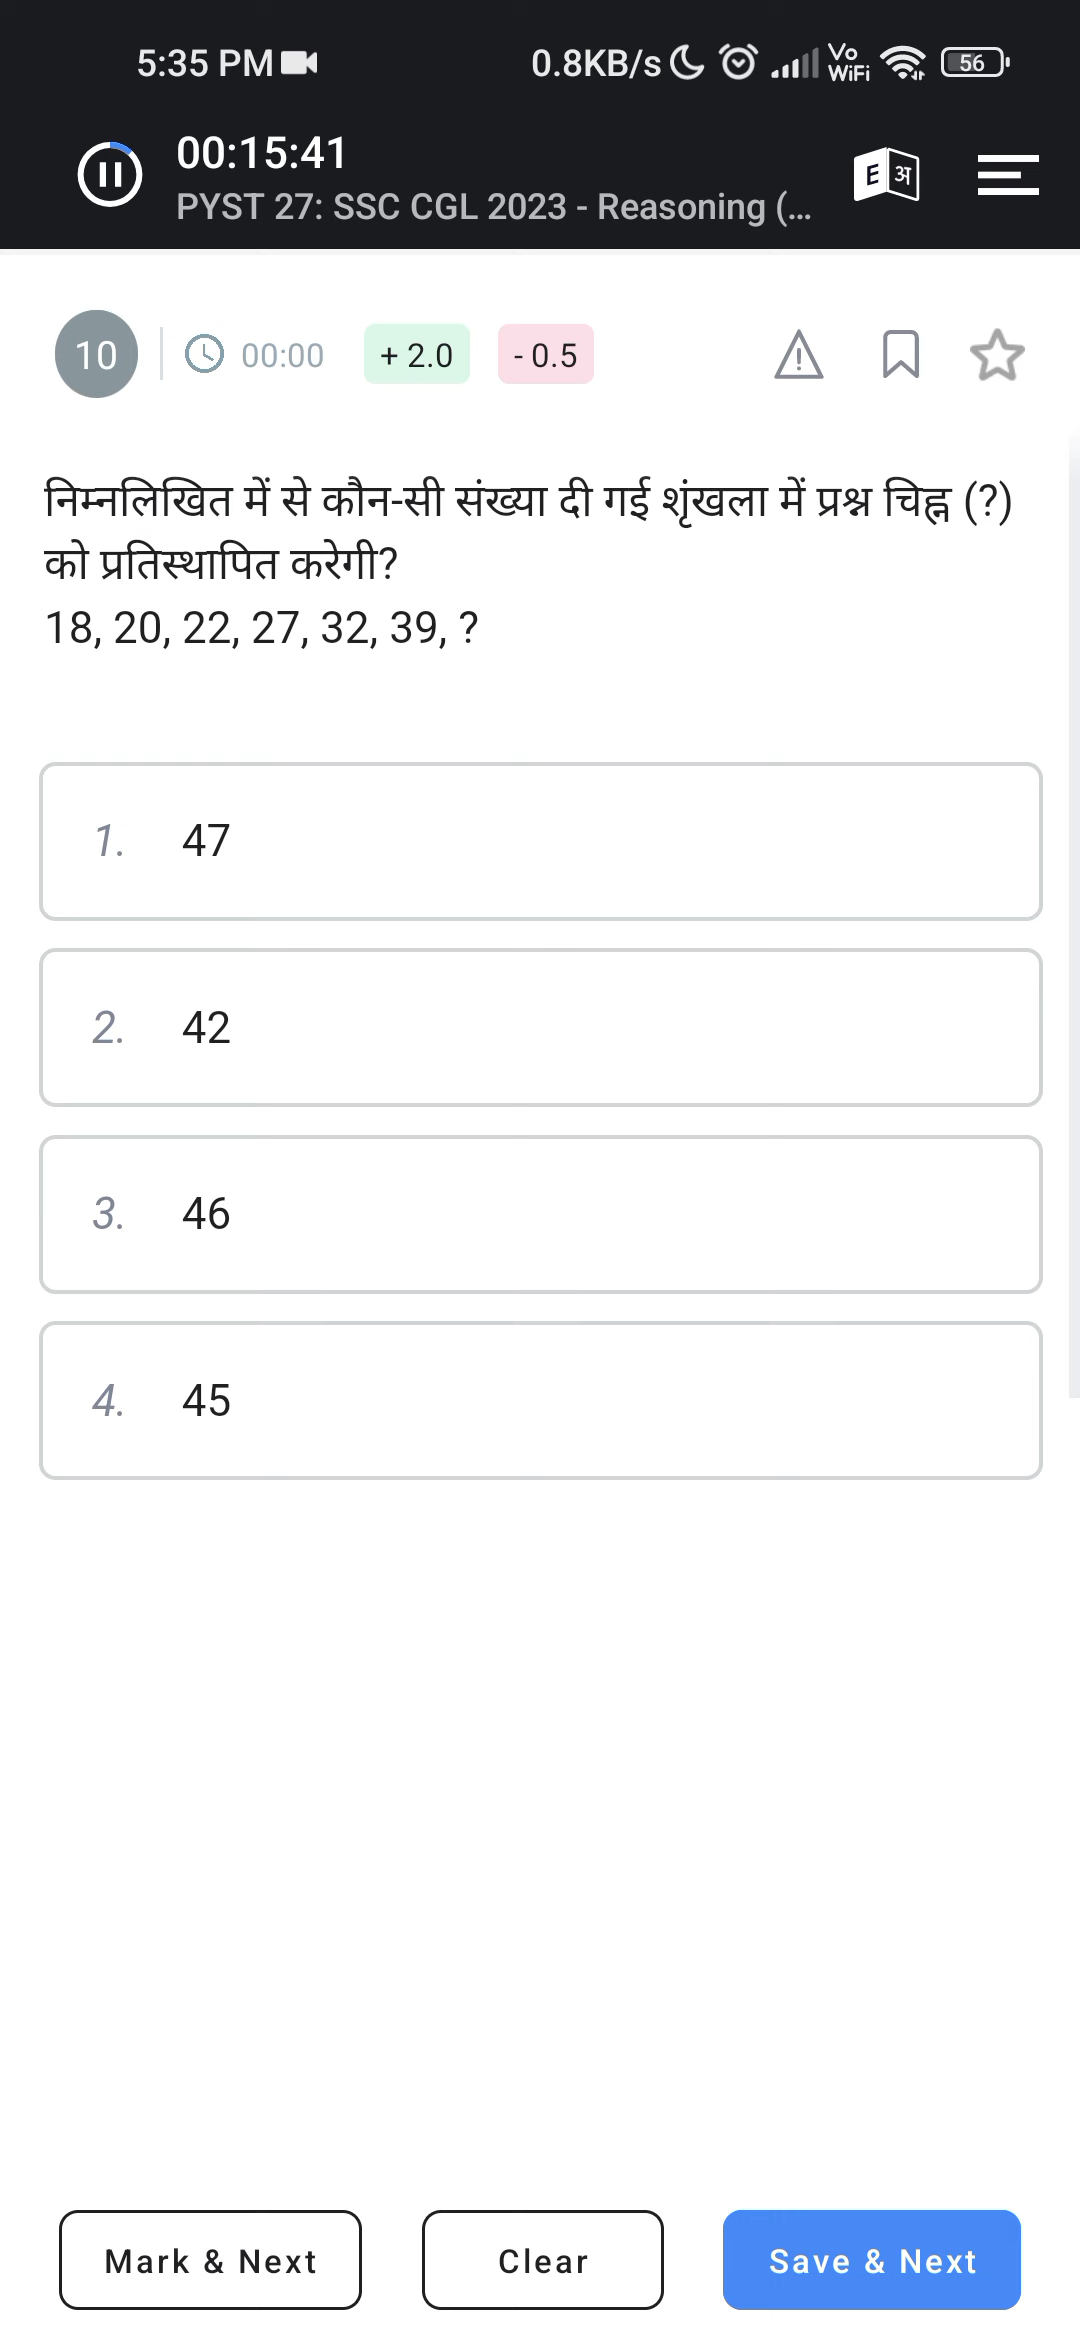 5:35 PM 0.8KB/s Vo WiFi 56
00:15:41
PYST 27: SSC CGL 2023 - Reasoning (...
E अ
10 00:00 + 2.0 - 0.5
निम्नलिखित में से कौन-सी संख्या दी गई शृंखला में प्रश्न चिह्न (?)
को प्रतिस्थापित करेगी?
18, 20, 22, 27, 32, 39, ?
1. 47
2. 42
3. 46
4. 45
Mark & Next Clear Save & Next